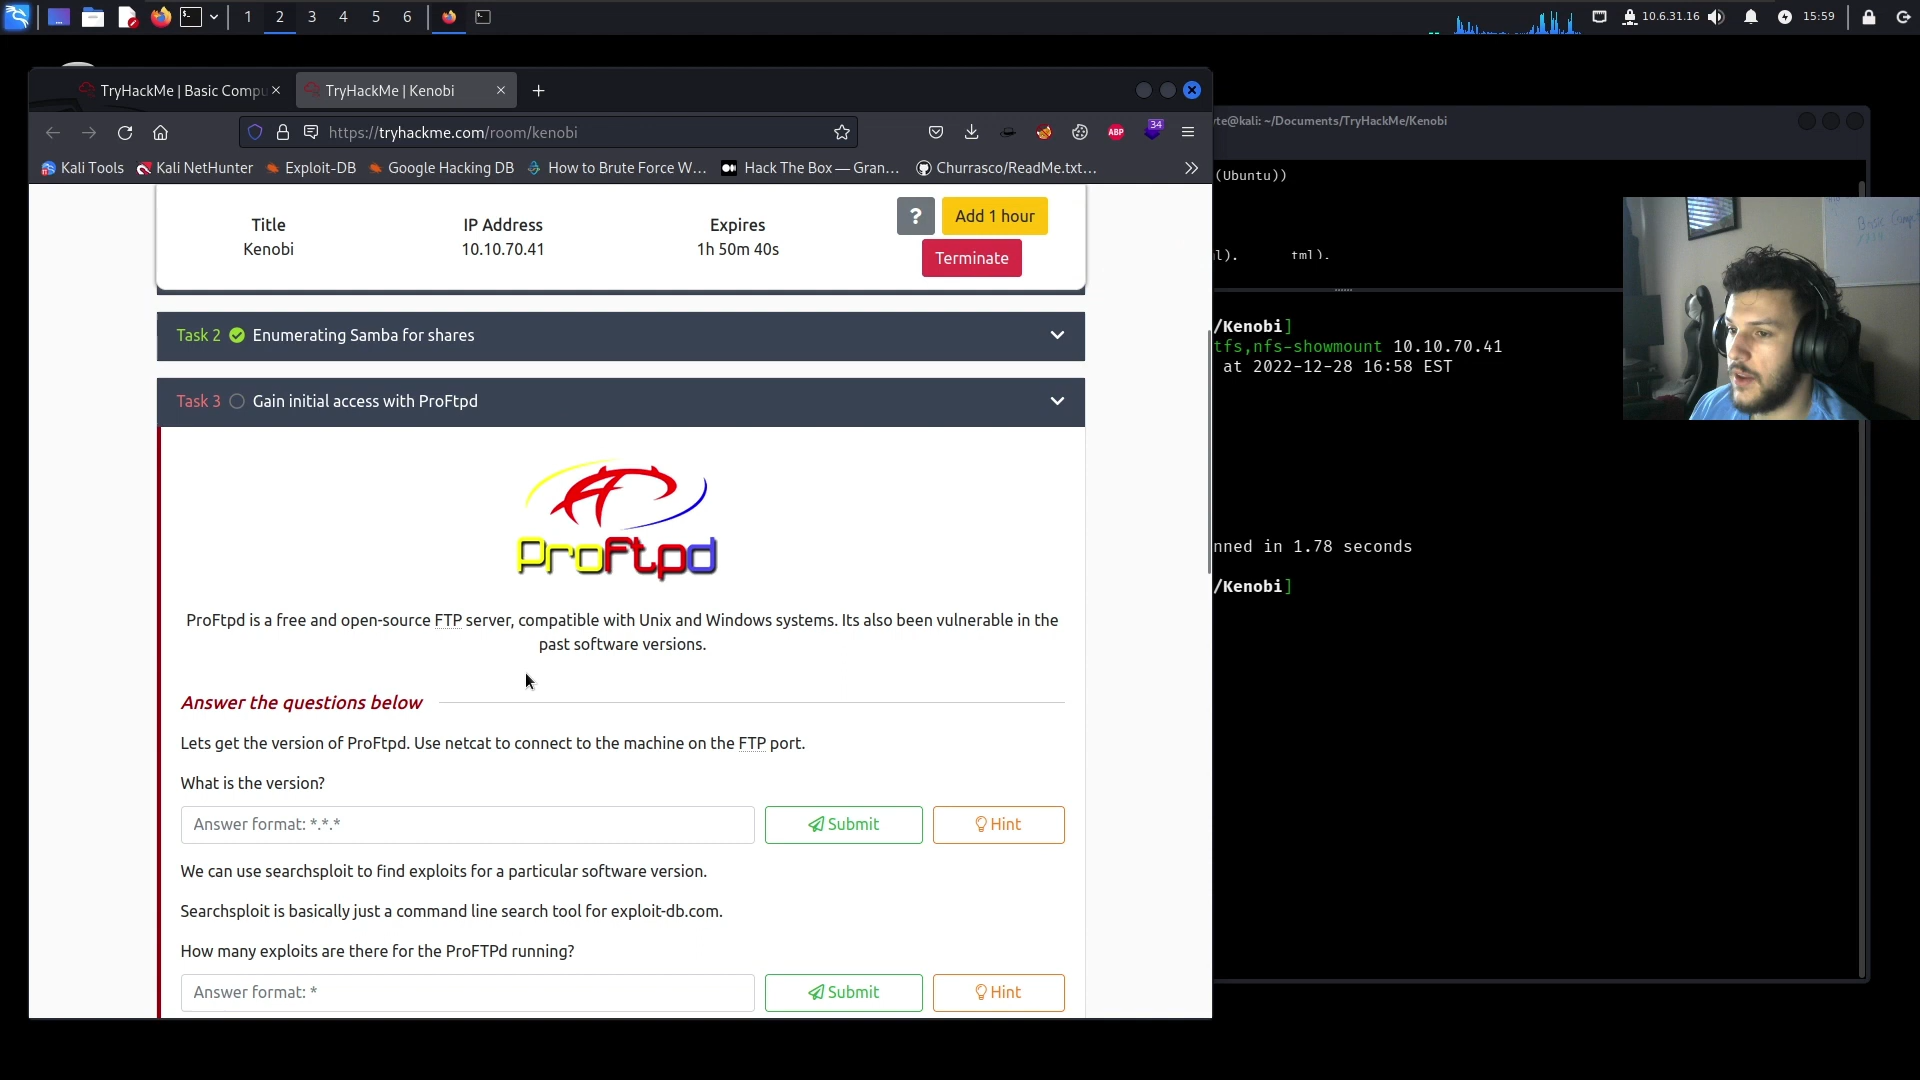 1 2 3 4 5 6
10.6.31.16
15:59
TryHackMe | Basic Compu
TryHackMe | Kenobi
https://tryhackme.com/room/kenobi
34
ABP
Kali Tools
Kali NetHunter
Exploit-DB
Google Hacking DB
How to Brute Force W...
Hack The Box — Gran...
Churrasco/ReadMe.txt...
Title
Kenobi
IP Address
10.10.70.41
Expires
1h 50m 40s
?
Add 1 hour
Terminate
Task 2 Enumerating Samba for shares
Task 3 Gain initial access with ProFtpd
ProFtpd
ProFtpd is a free and open-source FTP server, compatible with Unix and Windows systems. Its also been vulnerable in the
past software versions.
Answer the questions below
Lets get the version of ProFtpd. Use netcat to connect to the machine on the FTP port.
What is the version?
Answer format: *.*.*
Submit
Hint
We can use searchsploit to find exploits for a particular software version.
Searchsploit is basically just a command line search tool for exploit-db.com.
How many exploits are there for the ProFTPd running?
Answer format: *
Submit
Hint
te@kali: ~/Documents/TryHackMe/Kenobi
(Ubuntu))
l). tml).
/Kenobi]
tfs,nfs-showmount 10.10.70.41
at 2022-12-28 16:58 EST
nned in 1.78 seconds
/Kenobi]